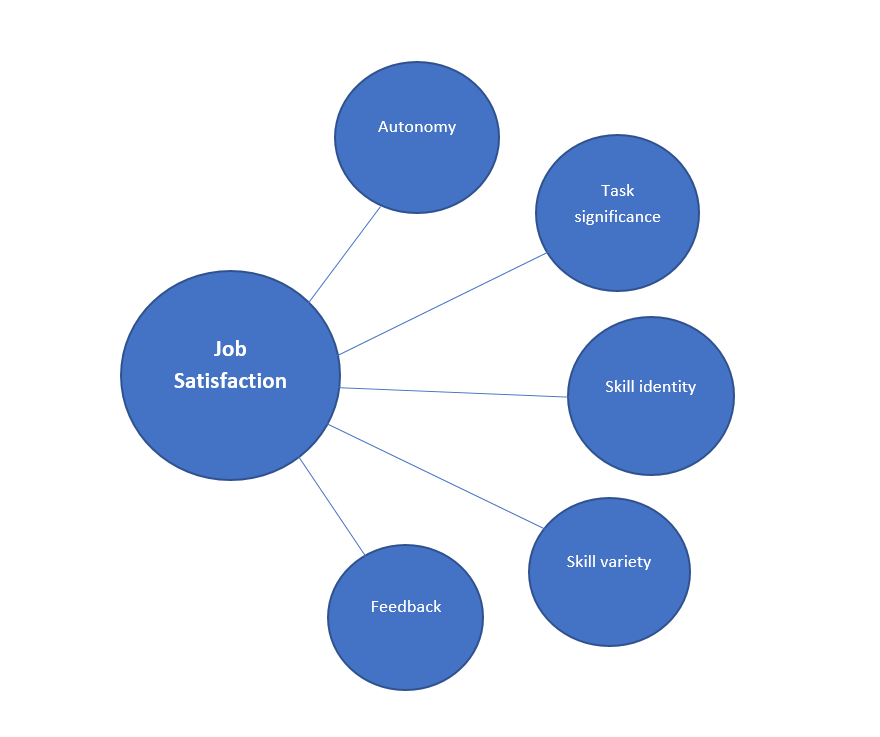 Autonomy
Task
significance
Job
Satisfaction
Skill identity
Skill variety
Feedback